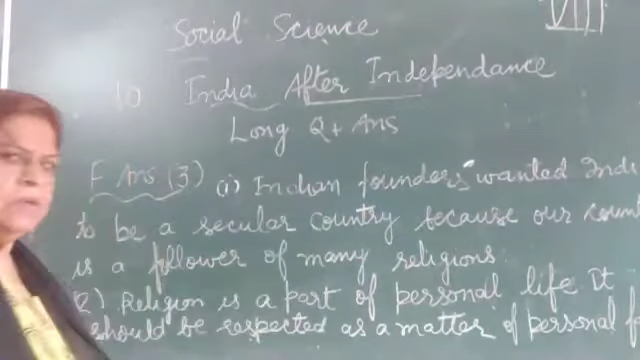 Social Science
10 India After Independance
Long Q + Ans
F Ans (3) (i) Indian founders wanted Indi
to be a secular country because our coun
is a follower of many religions.
2) Religion is a part of personal life It
should be respected as a matter of personal fa